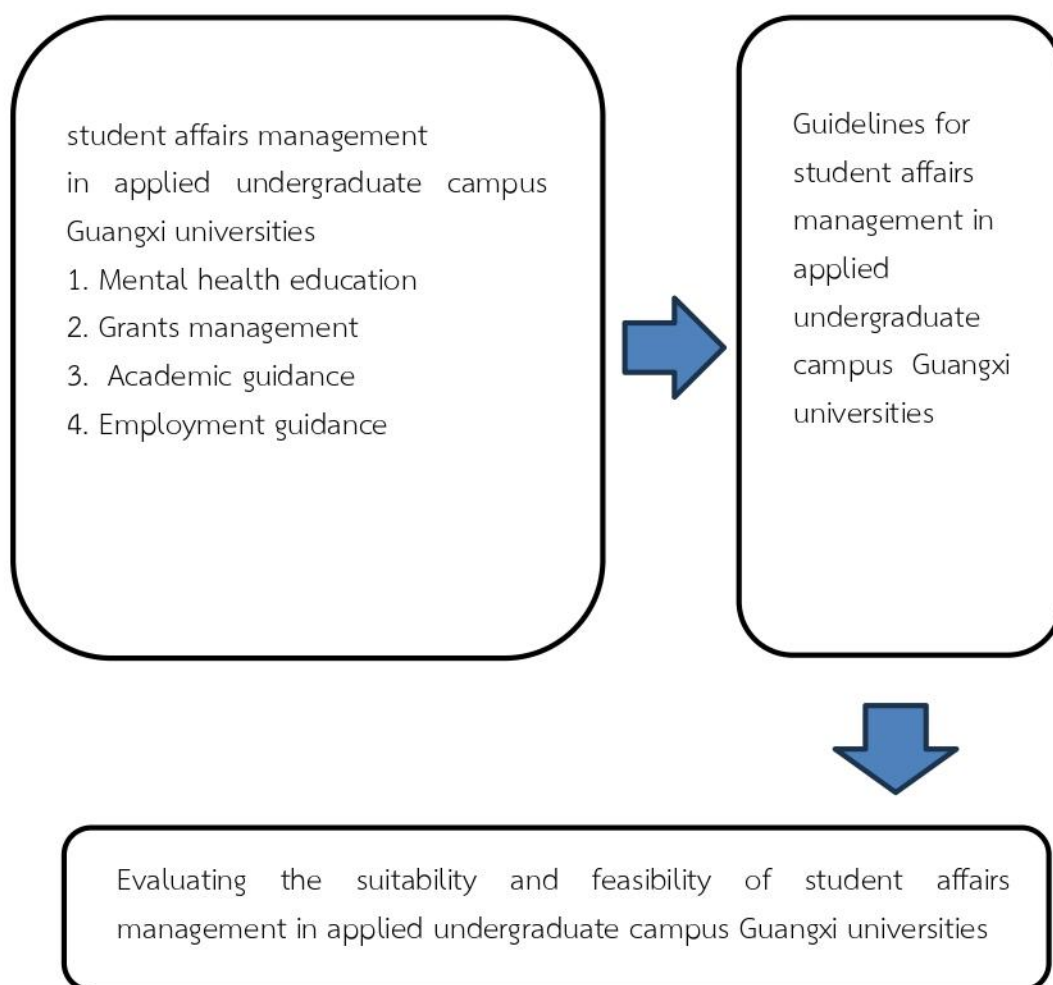 student affairs management
in applied undergraduate campus
Guangxi universities
1. Mental health education
2. Grants management
3. Academic guidance
4. Employment guidance
Guidelines for
student affairs
management in
applied
undergraduate
campus Guangxi
universities
Evaluating the suitability and feasibility of student affairs
management in applied undergraduate campus Guangxi universities